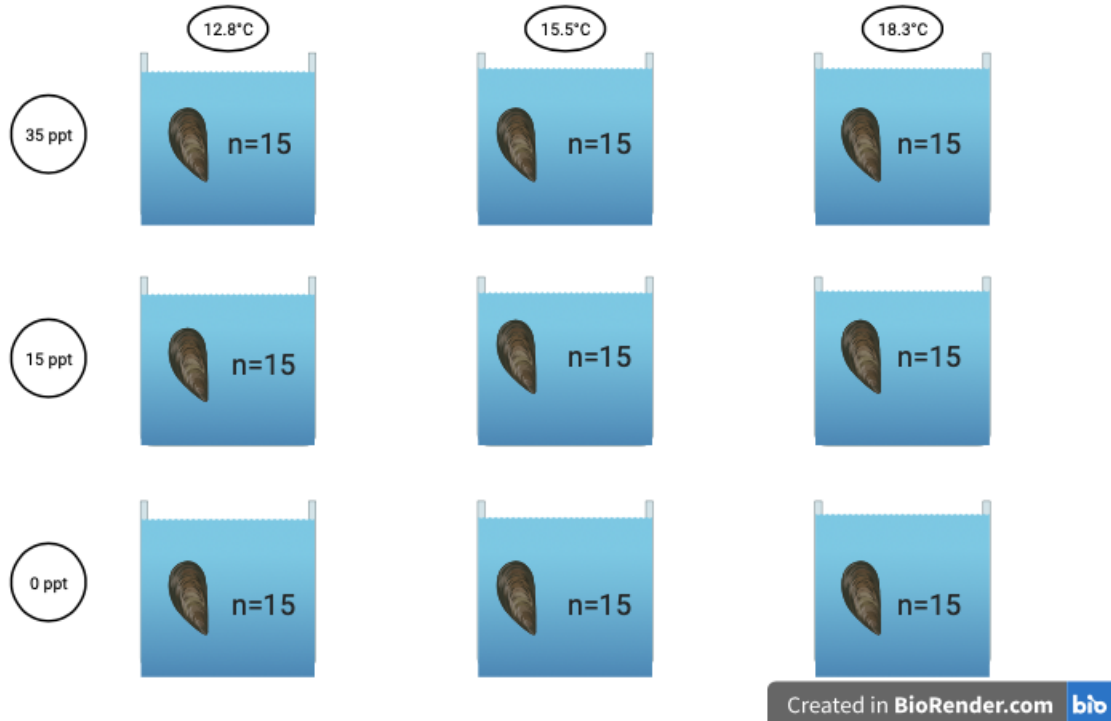 12.8°C
15.5°C
18.3°C
35 ppt
n=15
n=15
n=15
15 ppt
n=15
n=15
n=15
0 ppt
n=15
n=15
n=15
Created in BioRender.com bio